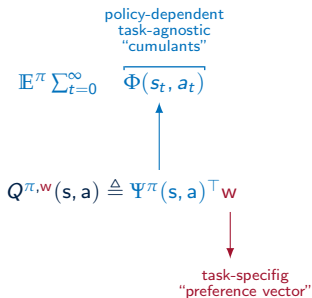 policy-dependent
task-agnostic
“cumulants”
𝔼^π ∑_{t=0}^∞ Φ(s_t, a_t)
Q^{π,w}(s,a) ≜ Ψ^π(s,a)^⊤w
task-specifig
“preference vector”